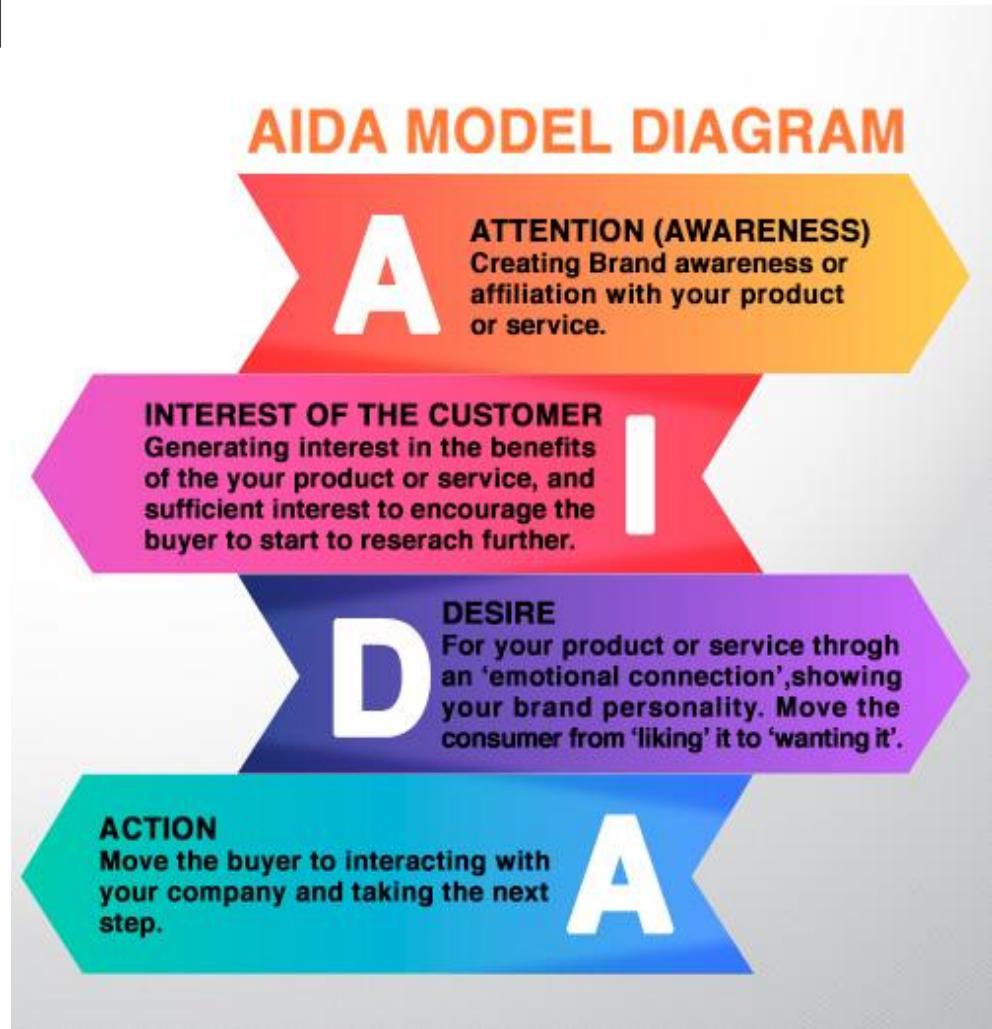 AIDA MODEL DIAGRAM
A
ATTENTION (AWARENESS)
Creating Brand awareness or
affiliation with your product
or service.
INTEREST OF THE CUSTOMER
Generating interest in the benefits
of the your product or service, and
sufficient interest to encourage the
buyer to start to reserach further.
I
D
DESIRE
For your product or service throgh
an ‘emotional connection’,showing
your brand personality. Move the
consumer from ‘liking’ it to ‘wanting it’.
ACTION
Move the buyer to interacting with
your company and taking the next
step.
A